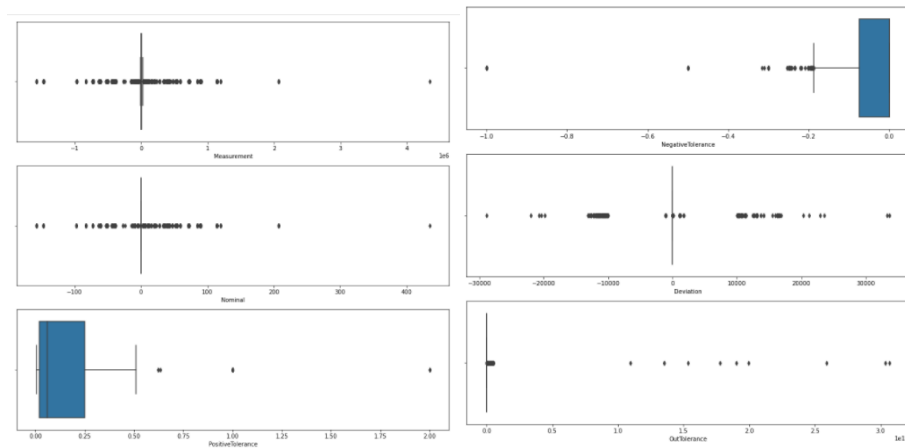 −1 0 1 2 3 4
1e6
Measurement
−100 0 100 200 300 400
Nominal
0.00 0.25 0.50 0.75 1.00 1.25 1.50 1.75 2.00
PositiveTolerance
−1.0 −0.8 −0.6 −0.4 −0.2 0.0
NegativeTolerance
−30000 −20000 −10000 0 10000 20000 30000
Deviation
0.0 0.5 1.0 1.5 2.0 2.5 3.0
OutTolerance